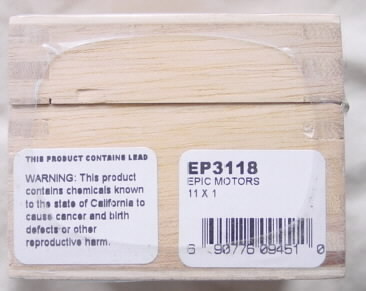 THIS PRODUCT CONTAINS LEAD
WARNING: This product
contains chemicals known
to the state of California to
cause cancer and birth
defects or other
reproductive harm.
EP3118
EPIC MOTORS
11 X 1
6 90776 09451 0